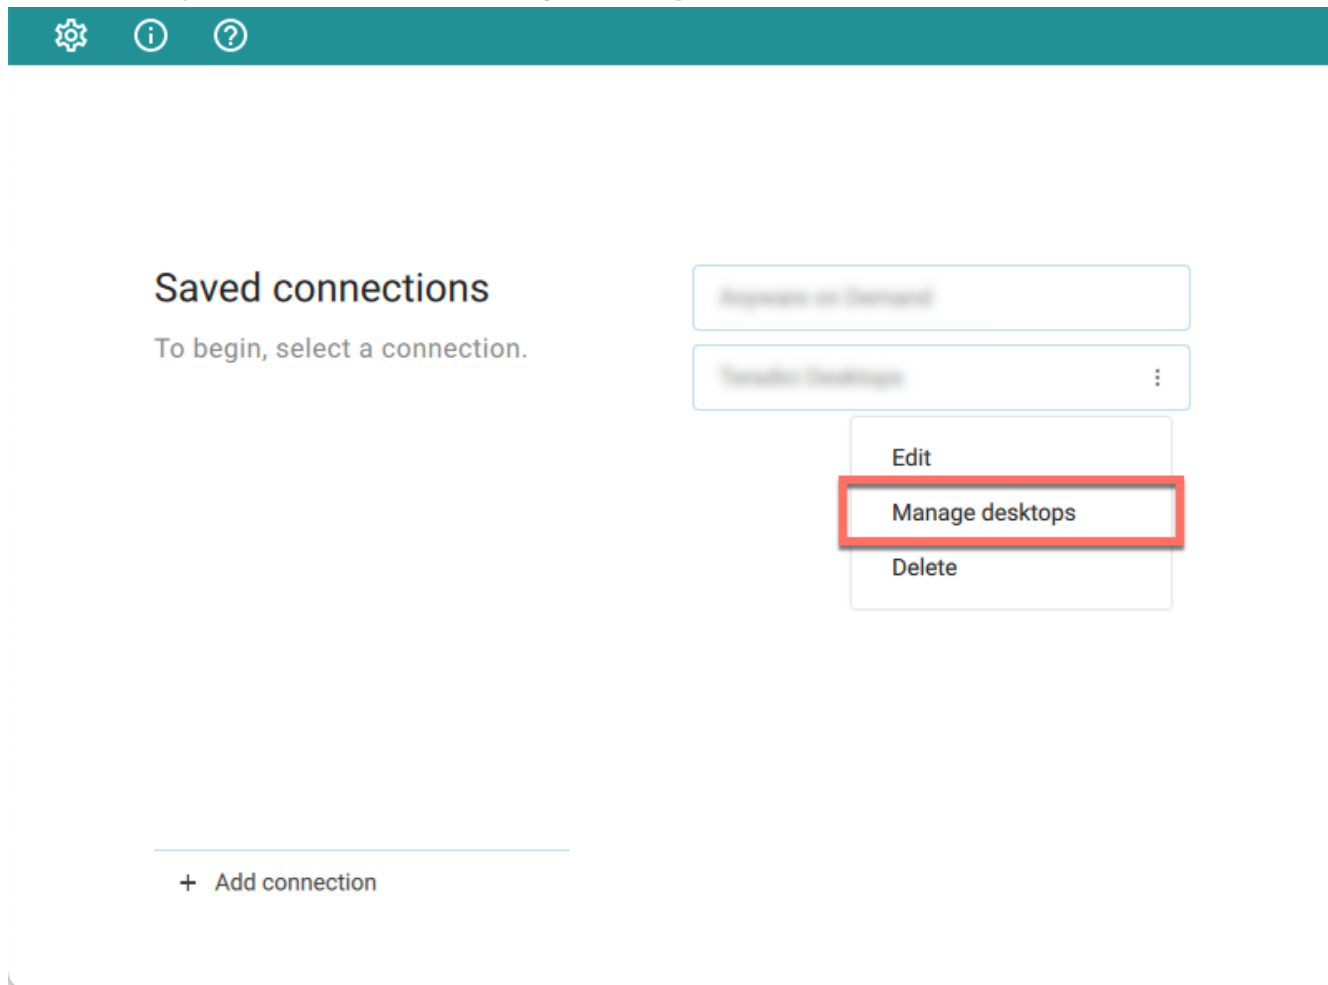 Saved connections
To begin, select a connection.
Edit
Manage desktops
Delete
+ Add connection